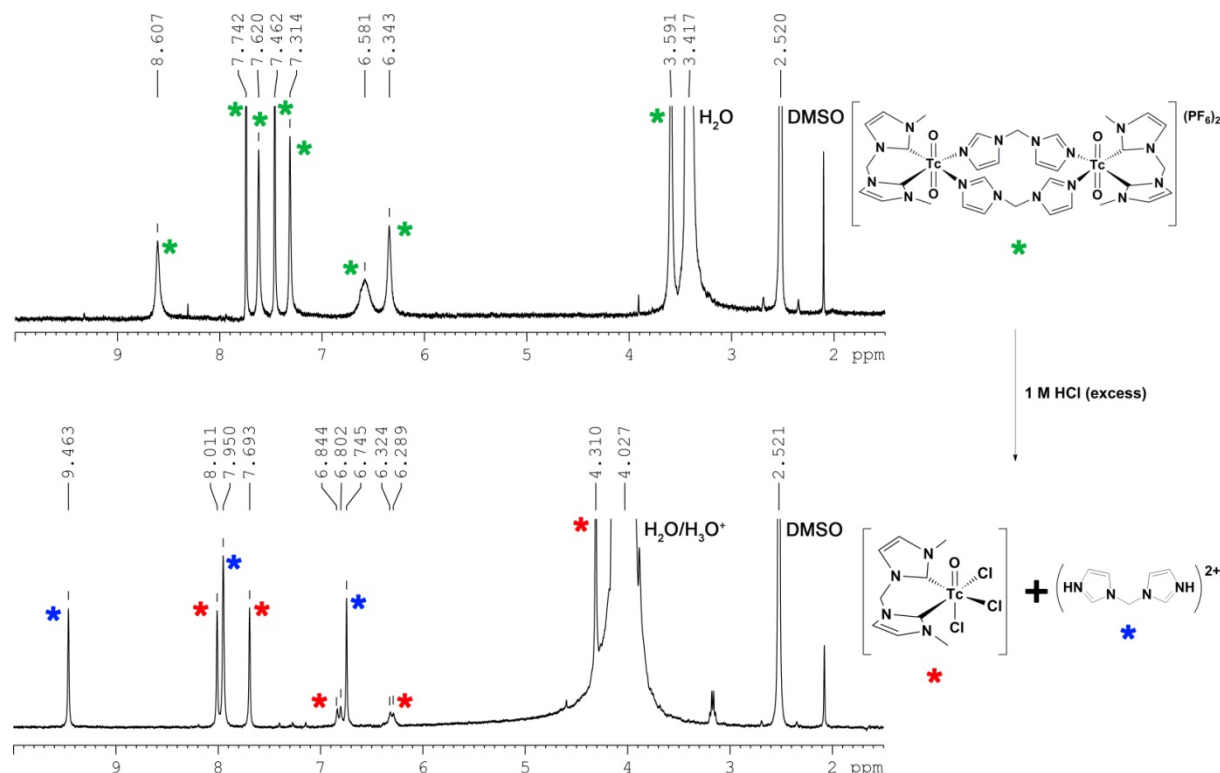 8.607
7.742
7.620
7.462
7.314
6.581
6.343
3.591
3.417
2.520
* * * * * * * *
H₂O
DMSO
9 8 7 6 5 4 3 2 ppm
(PF₆)₂
O O
N N N N N N N N
Tc Tc
N N N N N N N N
O O
*
1 M HCl (excess)
9.463
8.011
7.950
7.693
6.844
6.802
6.745
6.324
6.289
4.310
4.027
2.521
* * * * * * * *
H₂O/H₃O⁺
DMSO
9 8 7 6 5 4 3 2 ppm
N O
N Cl
Tc
N Cl
N Cl
*
+
2+
HN N N NH
*